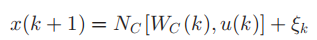 x(k + 1) = N_C [W_C(k), u(k)] + ξ_k